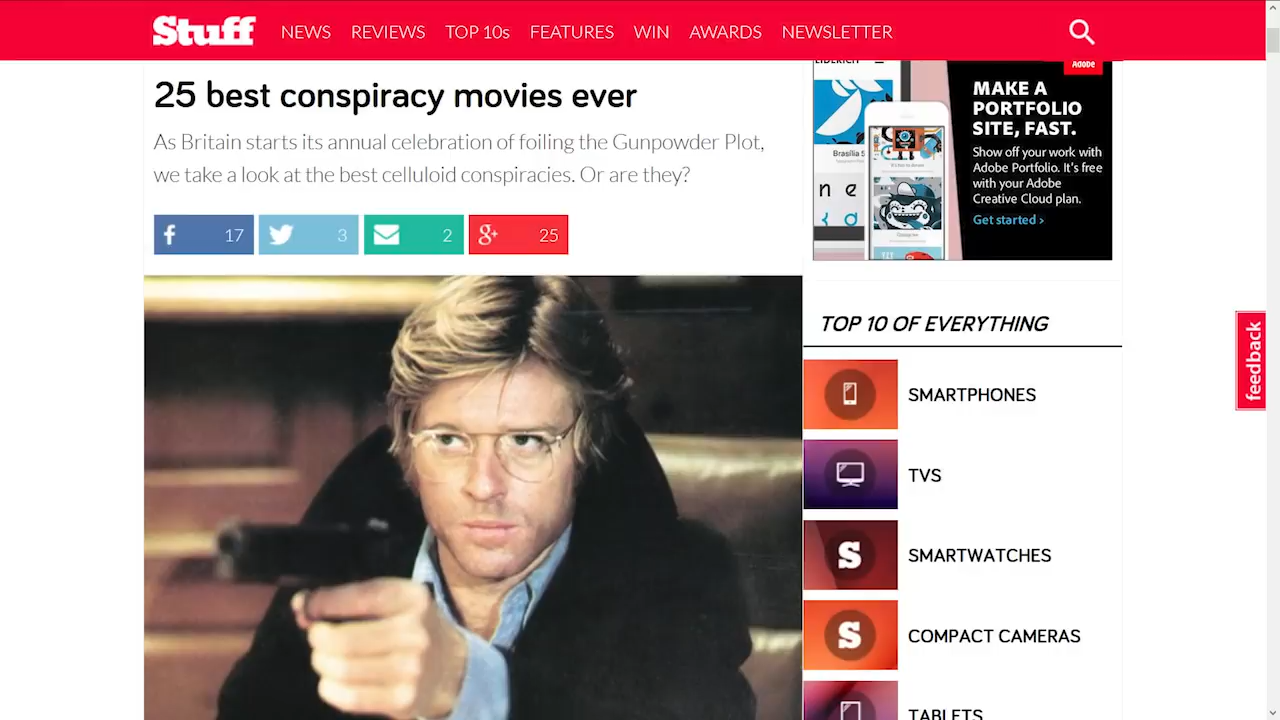 Stuff
NEWS REVIEWS TOP 10s FEATURES WIN AWARDS NEWSLETTER
25 best conspiracy movies ever
As Britain starts its annual celebration of foiling the Gunpowder Plot,
we take a look at the best celluloid conspiracies. Or are they?
17 3 2 25
Adobe
MAKE A
PORTFOLIO
SITE, FAST.
Show off your work with
Adobe Portfolio. It's free
with your Adobe
Creative Cloud plan.
Get started ›
n e
TOP 10 OF EVERYTHING
SMARTPHONES
TVS
S SMARTWATCHES
S COMPACT CAMERAS
TABLETS
feedback